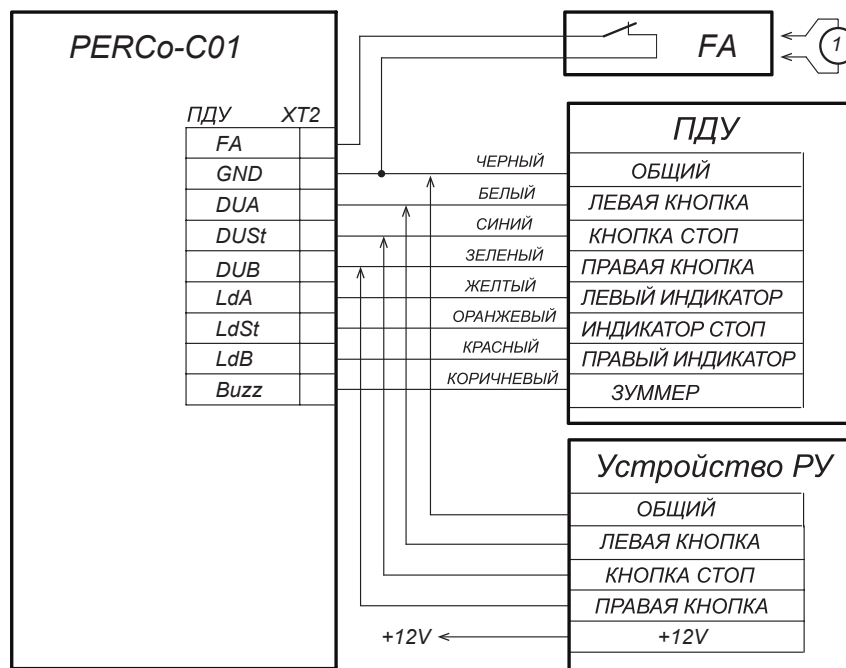 PERCo-C01
FA
1
ПДУ XT2
FA
GND
DUA
DUSt
DUB
LdA
LdSt
LdB
Buzz
ЧЕРНЫЙ
БЕЛЫЙ
СИНИЙ
ЗЕЛЕНЫЙ
ЖЕЛТЫЙ
ОРАНЖЕВЫЙ
КРАСНЫЙ
КОРИЧНЕВЫЙ
ПДУ
ОБЩИЙ
ЛЕВАЯ КНОПКА
КНОПКА СТОП
ПРАВАЯ КНОПКА
ЛЕВЫЙ ИНДИКАТОР
ИНДИКАТОР СТОП
ПРАВЫЙ ИНДИКАТОР
ЗУММЕР
Устройство РУ
ОБЩИЙ
ЛЕВАЯ КНОПКА
КНОПКА СТОП
ПРАВАЯ КНОПКА
+12V
+12V